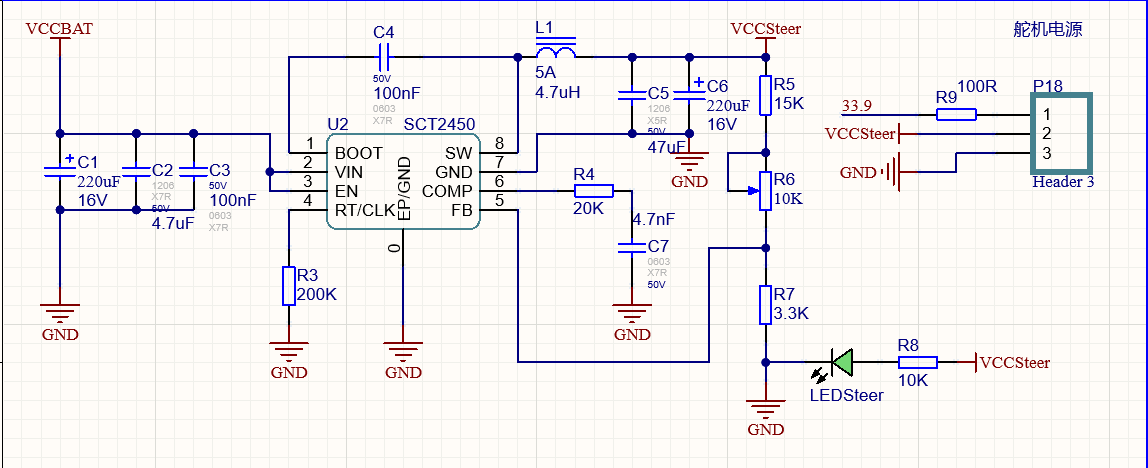 VCCBAT
C4
50V
100nF
0603
X7R
L1
5A
4.7uH
VCCSteer
舵机电源
C5
1206
X5R
50V
47uF
C6
220uF
16V
GND
R5
15K
R6
10K
R9
100R
P18
33.9
VCCSteer
GND
1
2
3
Header 3
C1
220uF
16V
C2
1206
X7R
50V
4.7uF
C3
50V
100nF
0603
X7R
GND
U2
SCT2450
1
2
3
4
BOOT
VIN
EN
RT/CLK
EP/GND
0
SW
GND
COMP
FB
8
7
6
5
R3
200K
GND
GND
R4
20K
4.7nF
C7
0603
X7R
50V
GND
R7
3.3K
GND
LEDSteer
R8
10K
VCCSteer